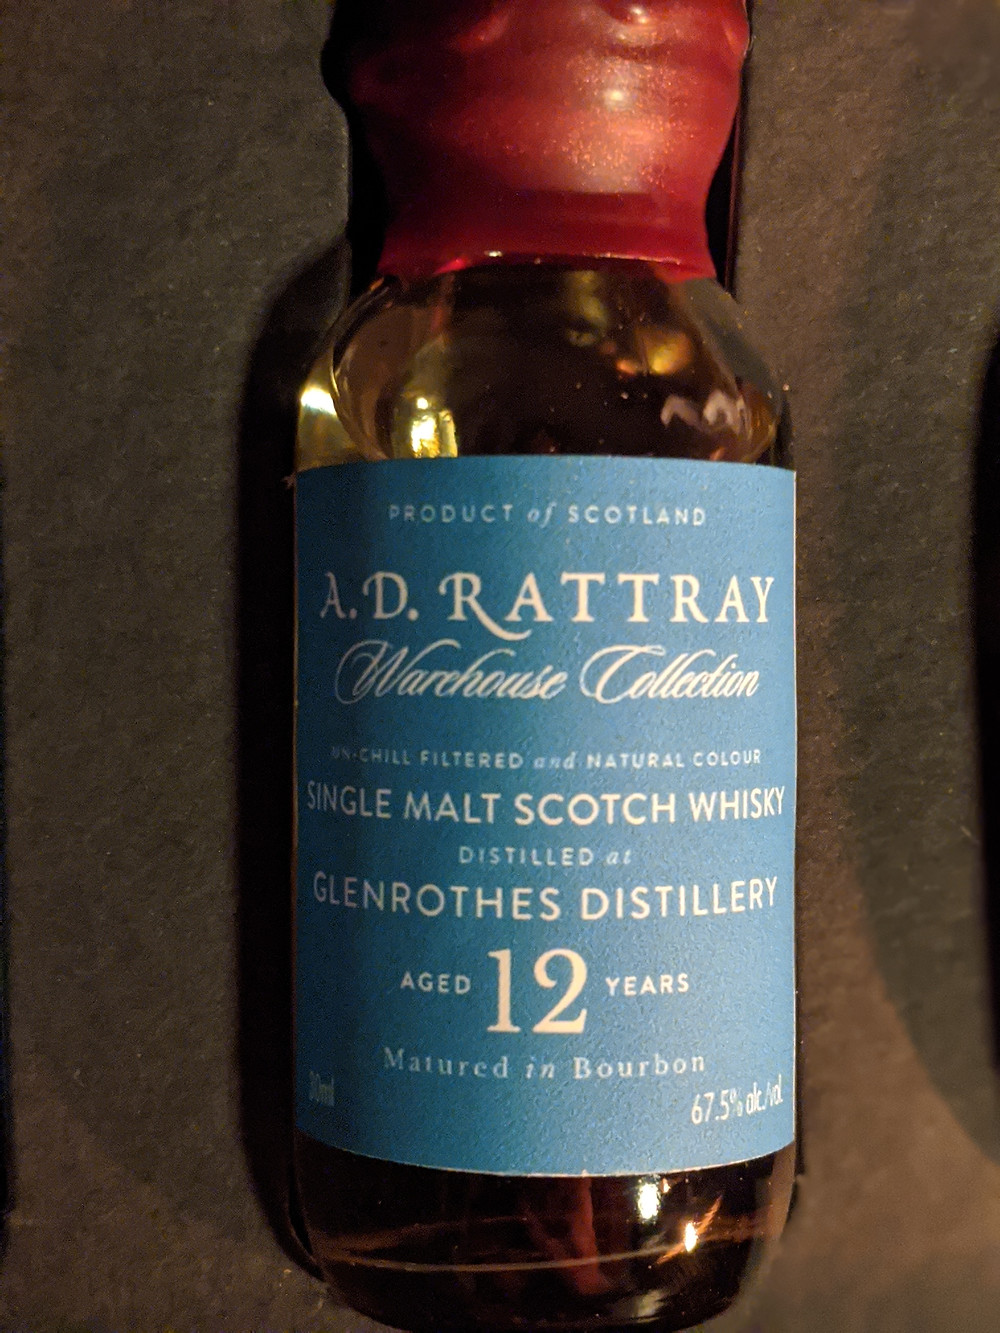 PRODUCT of SCOTLAND
A.D. RATTRAY
Warehouse Collection
UN-CHILL FILTERED and NATURAL COLOUR
SINGLE MALT SCOTCH WHISKY
DISTILLED at
GLENROTHES DISTILLERY
AGED 12 YEARS
Matured in Bourbon
67.5% alc./vol